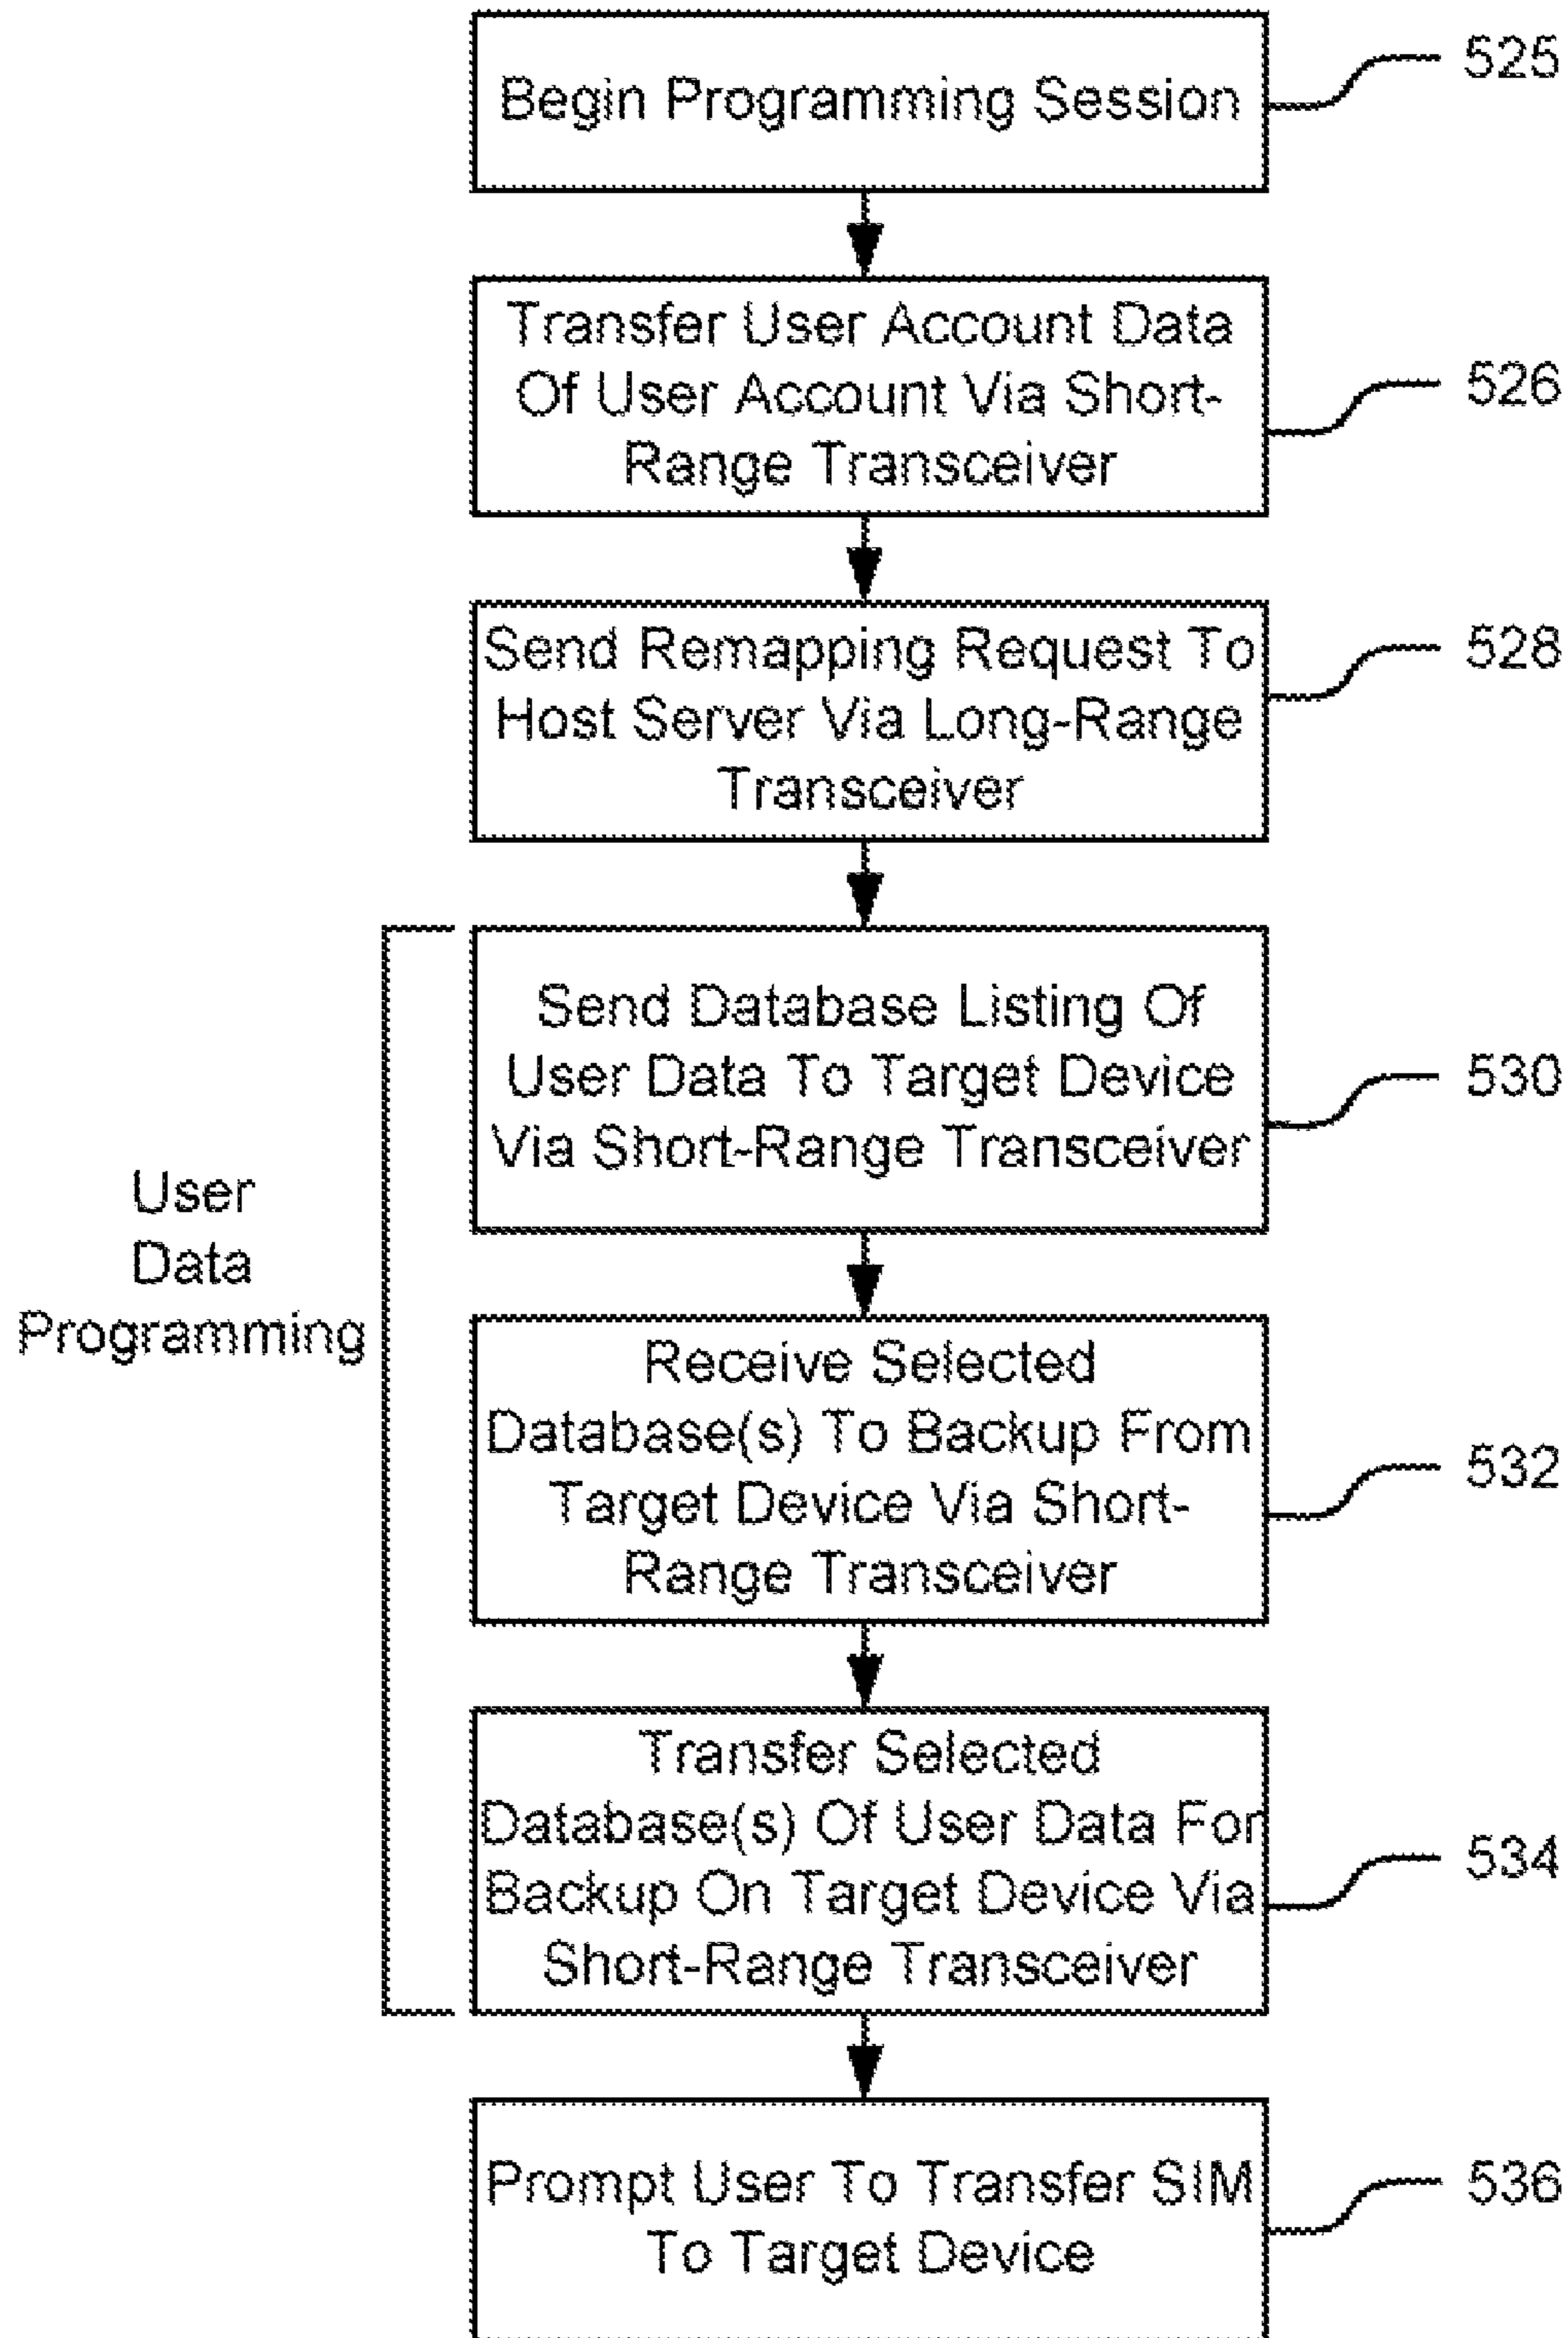 Begin Programming Session
525
Transfer User Account Data
Of User Account Via Short-
Range Transceiver
526
Send Remapping Request To
Host Server Via Long-Range
Transceiver
528
User
Data
Programming
Send Database Listing Of
User Data To Target Device
Via Short-Range Transceiver
530
Receive Selected
Database(s) To Backup From
Target Device Via Short-
Range Transceiver
532
Transfer Selected
Database(s) Of User Data For
Backup On Target Device Via
Short-Range Transceiver
534
Prompt User To Transfer SIM
To Target Device
536